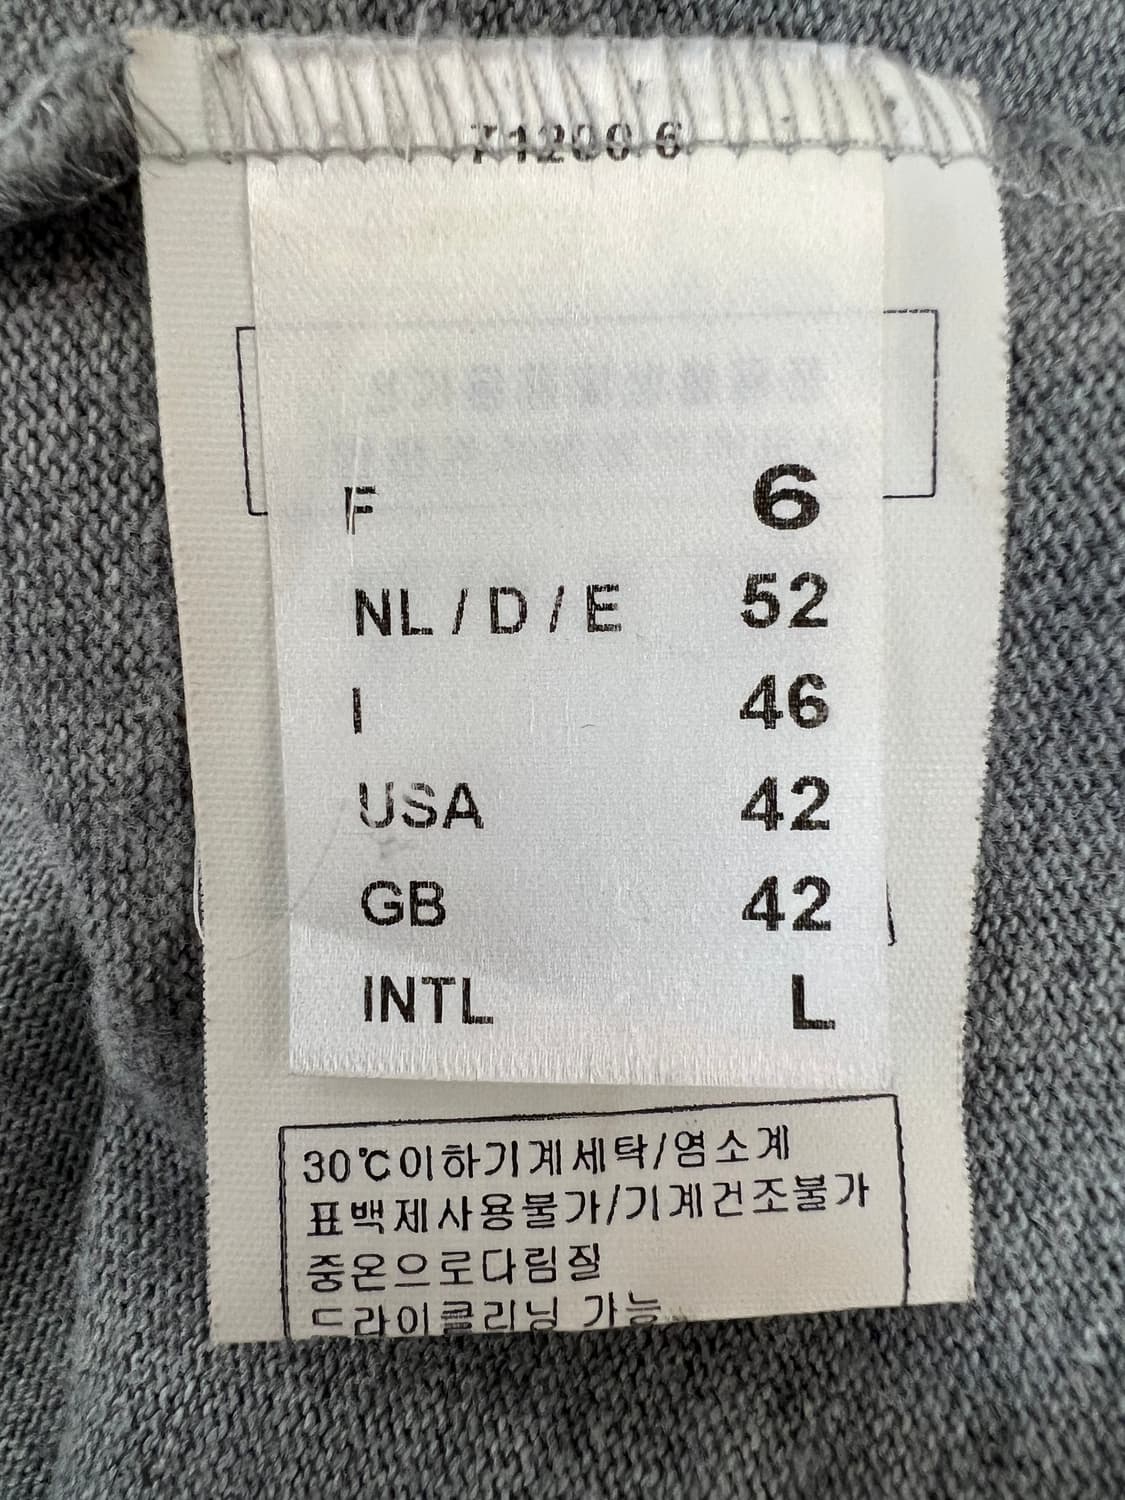 71200 6
F 6
NL / D / E 52
I 46
USA 42
GB 42
INTL L
30℃이하기계세탁/염소계
표백제사용불가/기계건조불가
중온으로다림질
드라이클리닝 가능